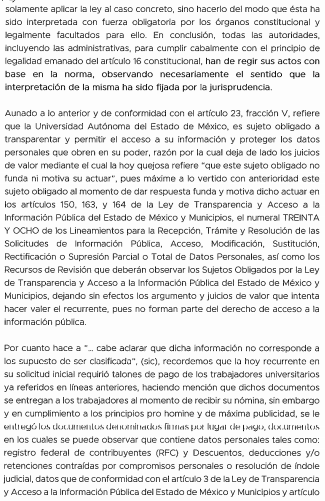 solamente aplicar la ley al caso concreto, sino hacerlo del modo que ésta ha
sido interpretada con fuerza obligatoria por los órganos constitucional y
legalmente facultados para ello. En conclusión, todas las autoridades,
incluyendo las administrativas, para cumplir cabalmente con el principio de
legalidad emanado del artículo 16 constitucional, han de regir sus actos con
base en la norma, observando necesariamente el sentido que la
interpretación de la misma ha sido fijada por la jurisprudencia.
Aunado a lo anterior y de conformidad con el artículo 23, fracción V, refiere
que la Universidad Autónoma del Estado de México, es sujeto obligado a
transparentar y permitir el acceso a su información y proteger los datos
personales que obren en su poder, razón por la cual deja de lado los juicios
de valor mediante el cual la hoy quejosa refiere "que este sujeto obligado no
funda ni motiva su actuar", pues máxime a lo vertido con anterioridad este
sujeto obligado al momento de dar respuesta funda y motiva dicho actuar en
los artículos 150, 163, y 164 de la Ley de Transparencia y Acceso a la
Información Pública del Estado de México y Municipios, el numeral TREINTA
Y OCHO de los Lineamientos para la Recepción, Trámite y Resolución de las
Solicitudes de Información Pública, Acceso, Modificación, Sustitución,
Rectificación o Supresión Parcial o Total de Datos Personales, así como los
Recursos de Revisión que deberán observar los Sujetos Obligados por la Ley
de Transparencia y Acceso a la Información Pública del Estado de México y
Municipios, dejando sin efectos los argumento y juicios de valor que intenta
hacer valer el recurrente, pues no forman parte del derecho de acceso a la
información pública.
Por cuanto hace a "... cabe aclarar que dicha información no corresponde a
los supuesto de ser clasificada", (sic), recordemos que la hoy recurrente en
su solicitud inicial requirió talones de pago de los trabajadores universitarios
ya referidos en líneas anteriores, haciendo mención que dichos documentos
se entregan a los trabajadores al momento de recibir su nómina, sin embargo
y en cumplimiento a los principios pro homine y de máxima publicidad, se le
entregó los documentos denominados firmas por lugar de pago, documentos
en los cuales se puede observar que contiene datos personales tales como:
registro federal de contribuyentes (RFC) y Descuentos, deducciones y/o
retenciones contraídas por compromisos personales o resolución de índole
judicial, datos que de conformidad con el artículo 3 de la Ley de Transparencia
y Acceso a la Información Pública del Estado de México y Municipios y artículo